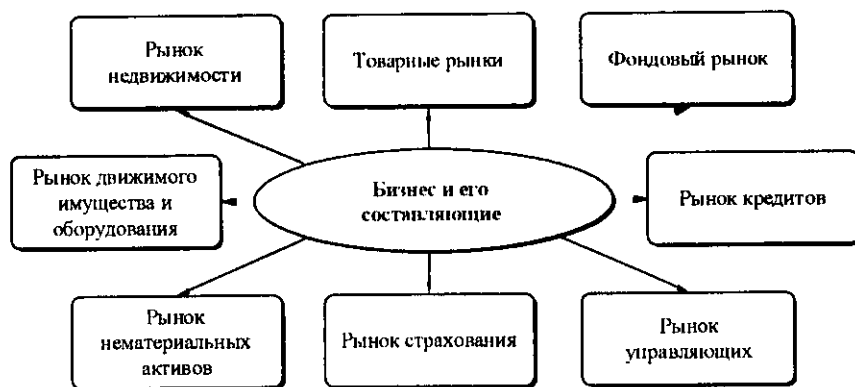 Рынок
недвижимости
Товарные рынки
Фондовый рынок
Рынок движимого
имущества и
оборудования
Бизнес и его
составляющие
Рынок кредитов
Рынок
нематериальных
активов
Рынок страхования
Рынок
управляющих